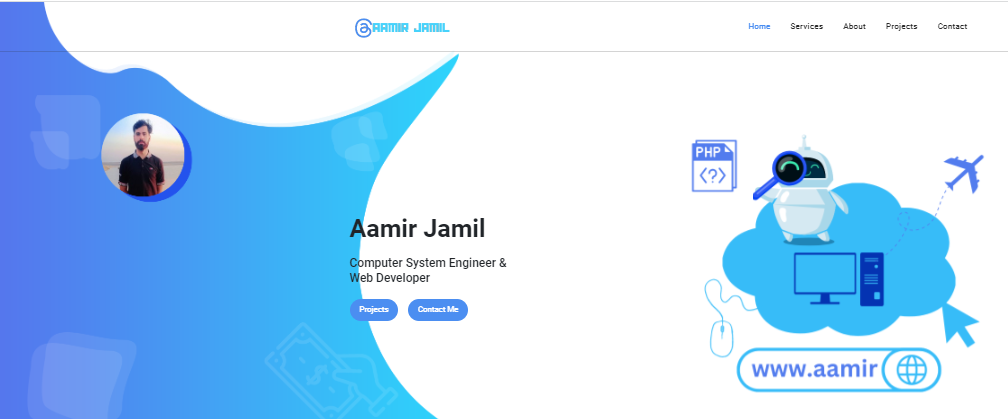 @AAMIR JAMIL
Home Services About Projects Contact
PHP
<?>
Aamir Jamil
Computer System Engineer &
Web Developer
Projects Contact Me
$
www.aamir